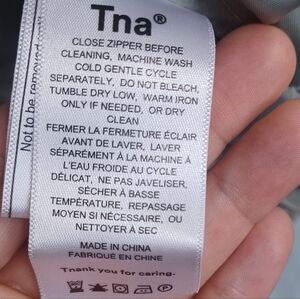 Tna®
CLOSE ZIPPER BEFORE
CLEANING, MACHINE WASH
COLD GENTLE CYCLE
SEPARATELY, DO NOT BLEACH,
TUMBLE DRY LOW, WARM IRON
ONLY IF NEEDED, OR DRY
CLEAN
FERMER LA FERMETURE ÉCLAIR
AVANT DE LAVER, LAVER
SÉPARÉMENT À LA MACHINE À
L'EAU FROIDE AU CYCLE
DÉLICAT, NE PAS JAVELISER,
SÉCHER À BASSE
TEMPÉRATURE, REPASSAGE
MOYEN SI NÉCESSAIRE, OU
NETTOYER À SEC
MADE IN CHINA
FABRIQUÉ EN CHINE
Thank you for caring.
Not to be removed